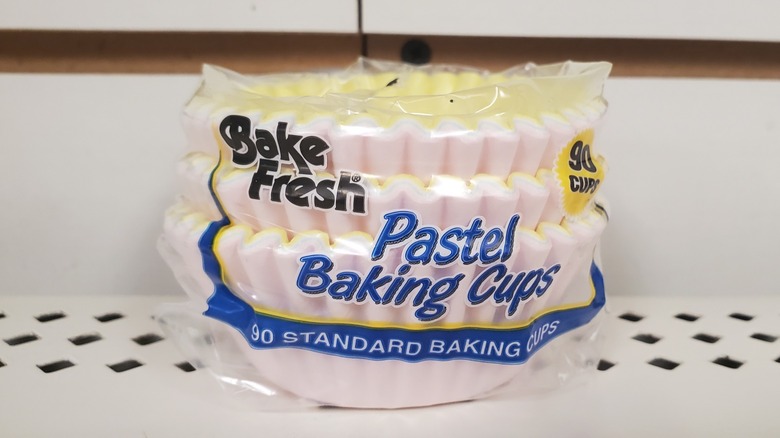 Bake
Fresh®
90
CUPS
Pastel
Baking Cups
90 STANDARD BAKING CUPS